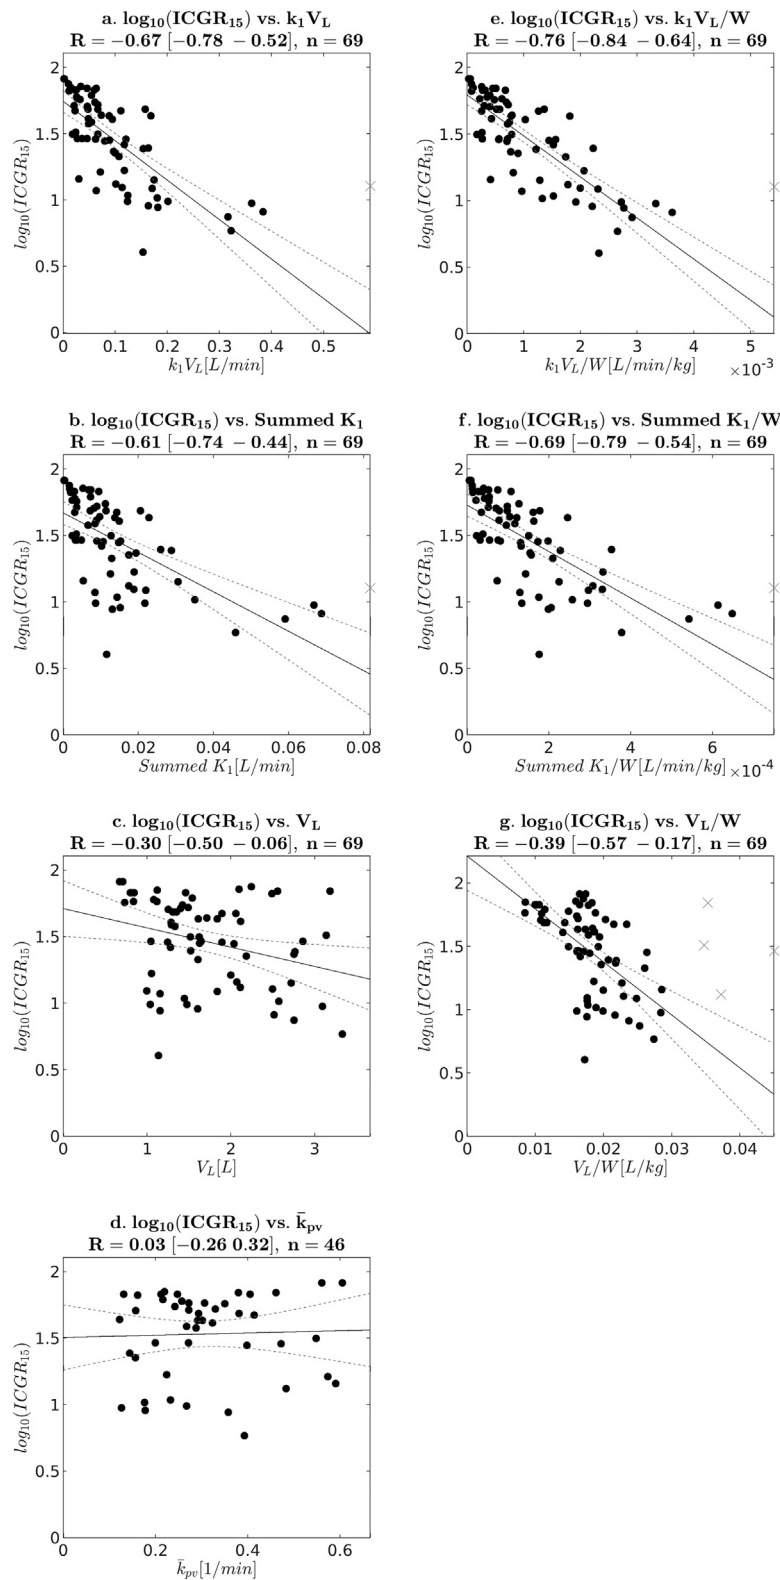 a. log₁₀(ICGR₁₅) vs. k₁V_L
R = −0.67 [−0.78 − 0.52], n = 69
2
1.5
1
0.5
0
log₁₀(ICGR₁₅)
0 0.1 0.2 0.3 0.4 0.5
k₁V_L[L/min]
e. log₁₀(ICGR₁₅) vs. k₁V_L/W
R = −0.76 [−0.84 − 0.64], n = 69
2
1.5
1
0.5
0
log₁₀(ICGR₁₅)
0 1 2 3 4 5
k₁V_L/W[L/min/kg] ×10⁻³
b. log₁₀(ICGR₁₅) vs. Summed K₁
R = −0.61 [−0.74 − 0.44], n = 69
2
1.5
1
0.5
0
log₁₀(ICGR₁₅)
0 0.02 0.04 0.06 0.08
Summed K₁[L/min]
f. log₁₀(ICGR₁₅) vs. Summed K₁/W
R = −0.69 [−0.79 − 0.54], n = 69
2
1.5
1
0.5
0
log₁₀(ICGR₁₅)
0 2 4 6
Summed K₁/W[L/min/kg] ×10⁻⁴
c. log₁₀(ICGR₁₅) vs. V_L
R = −0.30 [−0.50 − 0.06], n = 69
2
1.5
1
0.5
0
log₁₀(ICGR₁₅)
0 1 2 3
V_L[L]
g. log₁₀(ICGR₁₅) vs. V_L/W
R = −0.39 [−0.57 − 0.17], n = 69
2
1.5
1
0.5
0
log₁₀(ICGR₁₅)
0 0.01 0.02 0.03 0.04
V_L/W[L/kg]
d. log₁₀(ICGR₁₅) vs. k̄_pv
R = 0.03 [−0.26 0.32], n = 46
2
1.5
1
0.5
0
log₁₀(ICGR₁₅)
0 0.2 0.4 0.6
k̄_pv[1/min]